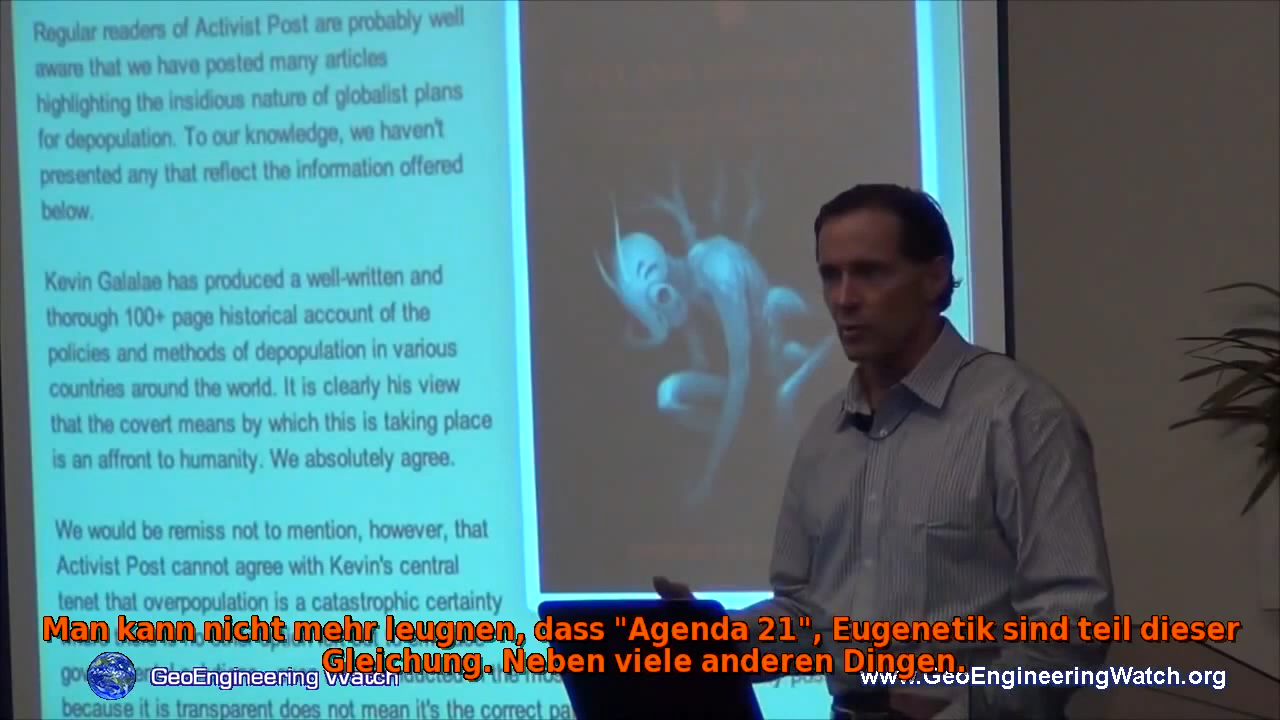 Regular readers of Activist Post are probably well
aware that we have posted many articles
highlighting the insidious nature of globalist plans
for depopulation. To our knowledge, we haven't
presented any that reflect the information offered
below.
Kevin Galalae has produced a well-written and
thorough 100+ page historical account of the
policies and methods of depopulation in various
countries around the world. It is clearly his view
that the covert means by which this is taking place
is an affront to humanity. We absolutely agree.
We would be remiss not to mention, however, that
Activist Post cannot agree with Kevin's central
tenet that overpopulation is a catastrophic certainty
Man kann nicht mehr leugnen, dass "Agenda 21", Eugenetik sind teil dieser
Gleichung. Neben viele anderen Dingen.
GeoEngineering Watch
www.GeoEngineeringWatch.org
because it is transparent does not mean it's the correct